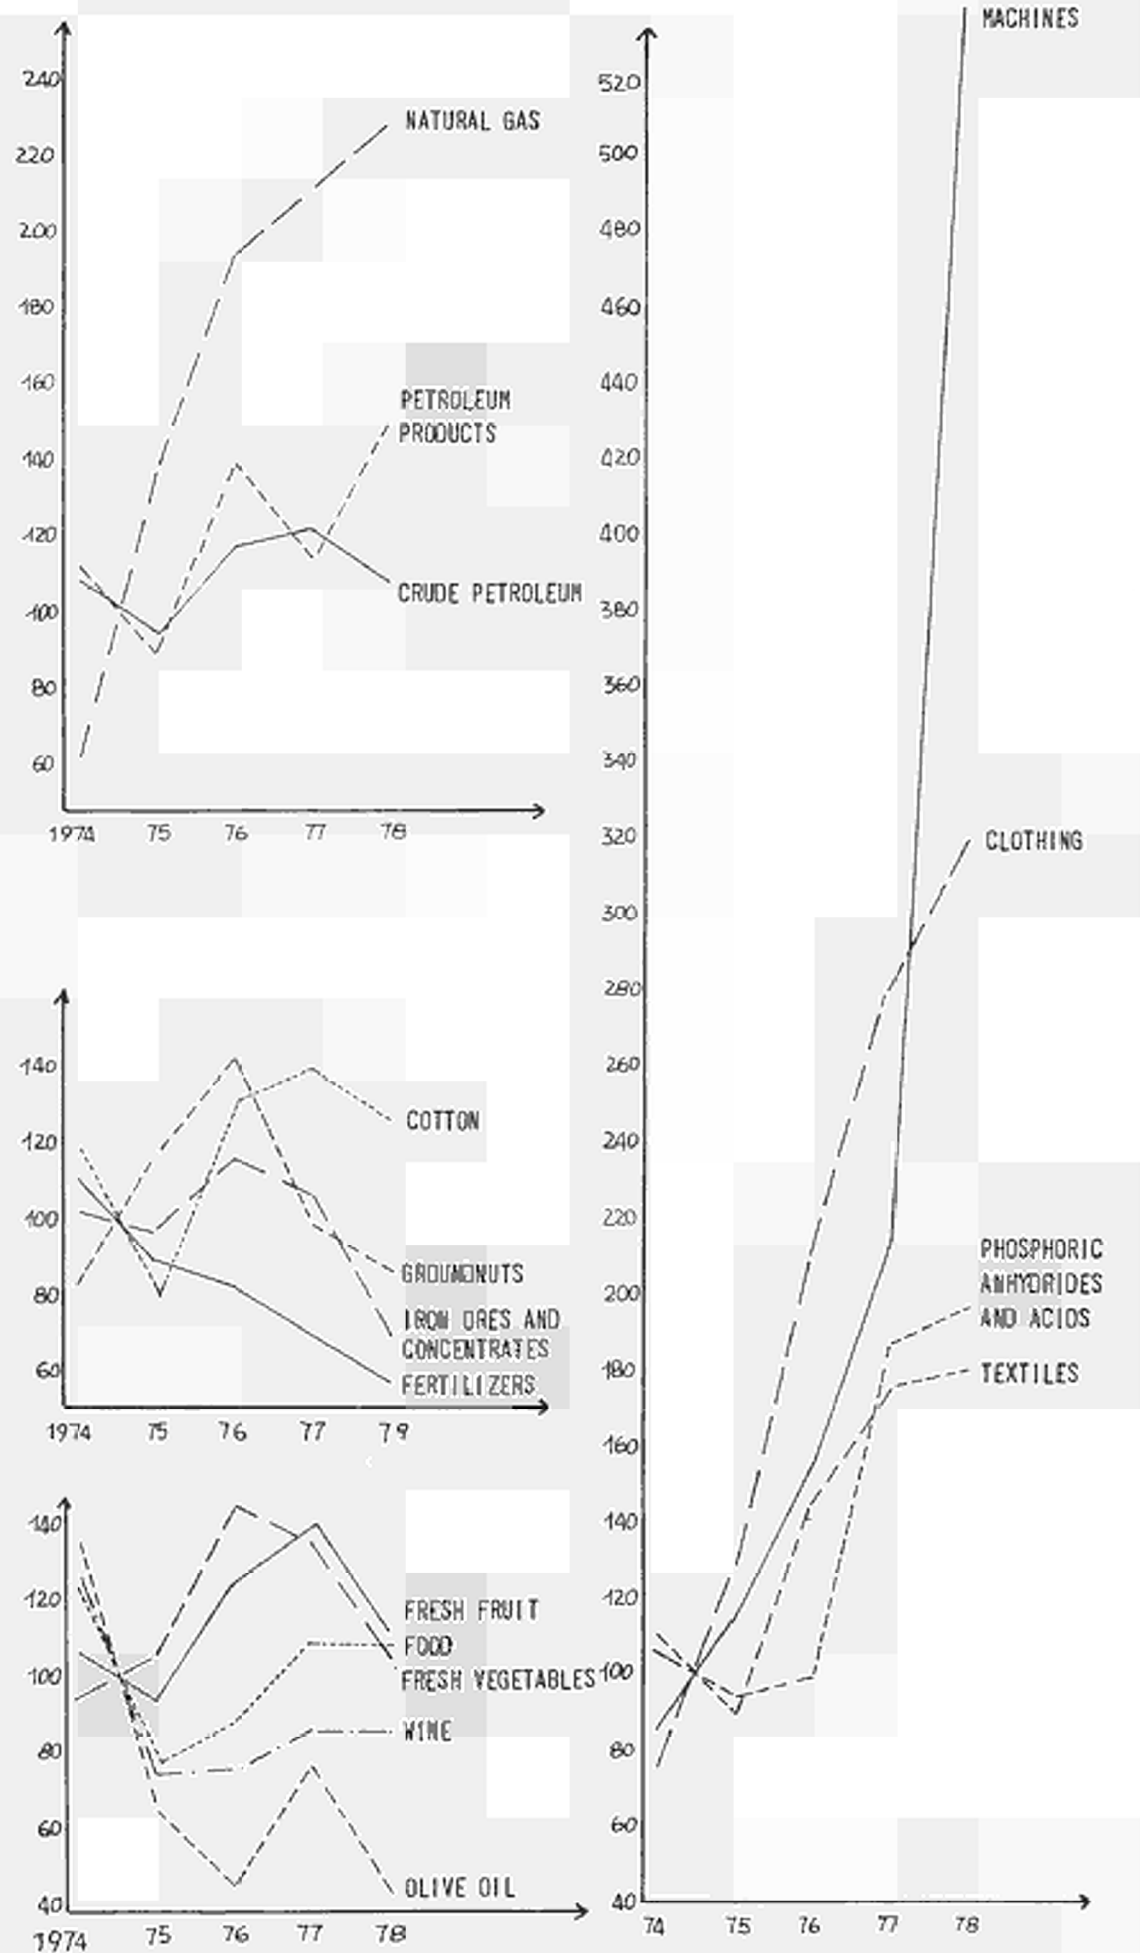 240
220
200
180
160
140
120
100
80
60
NATURAL GAS
PETROLEUM
PRODUCTS
CRUDE PETROLEUM
1974 75 76 77 78
140
120
100
80
60
COTTON
GROUNDNUTS
IRON ORES AND
CONCENTRATES
FERTILIZERS
1974 75 76 77 79
140
120
100
80
60
40
FRESH FRUIT
FOOD
FRESH VEGETABLES
WINE
OLIVE OIL
1974 75 76 77 78
MACHINES
520
500
480
460
440
420
400
380
360
340
320
300
280
260
240
220
200
180
160
140
120
100
80
60
40
CLOTHING
PHOSPHORIC
ANHYDRIDES
AND ACIDS
TEXTILES
74 75 76 77 78